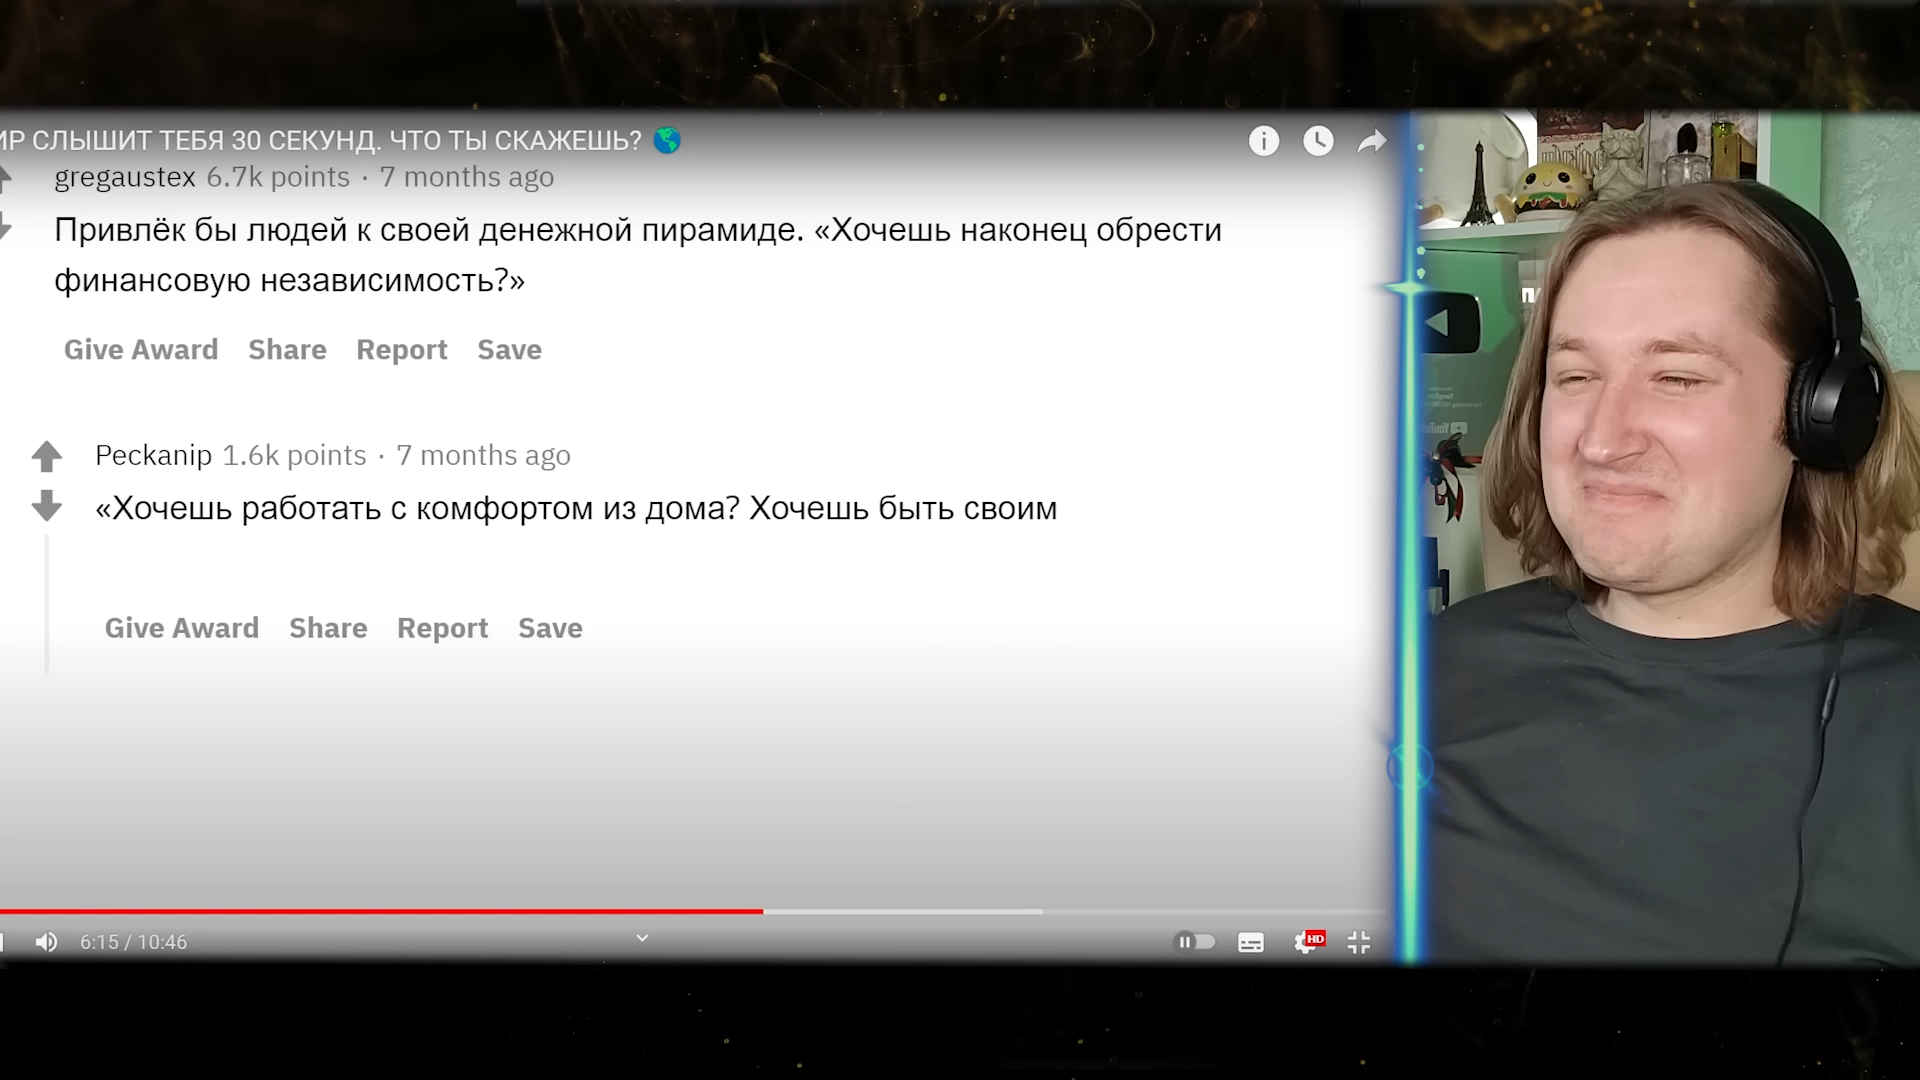 ИР СЛЫШИТ ТЕБЯ 30 СЕКУНД. ЧТО ТЫ СКАЖЕШЬ?
gregaustex 6.7k points · 7 months ago
Привлёк бы людей к своей денежной пирамиде. «Хочешь наконец обрести
финансовую независимость?»
Give Award Share Report Save
Peckanip 1.6k points · 7 months ago
«Хочешь работать с комфортом из дома? Хочешь быть своим
Give Award Share Report Save
6:15 / 10:46
HD